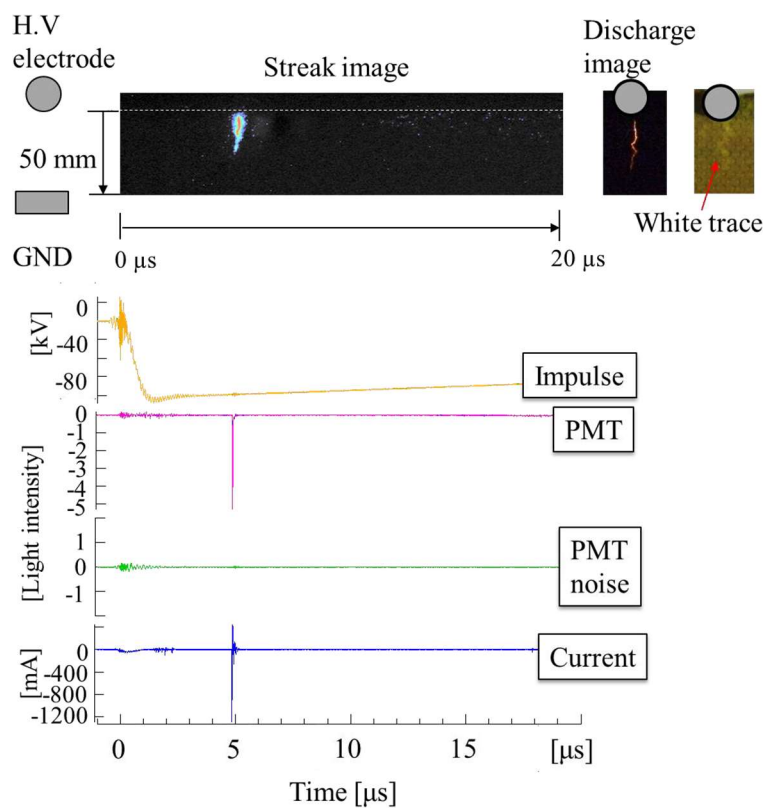 H.V
electrode
Streak image
Discharge
image
50 mm
White trace
GND
0 µs
20 µs
[kV]
0
-40
-80
Impulse
[Light intensity]
0
-1
-2
-3
-4
-5
PMT
1
0
-1
PMT
noise
[mA]
0
-400
-800
-1200
Current
0
5
10
15
[µs]
Time [µs]